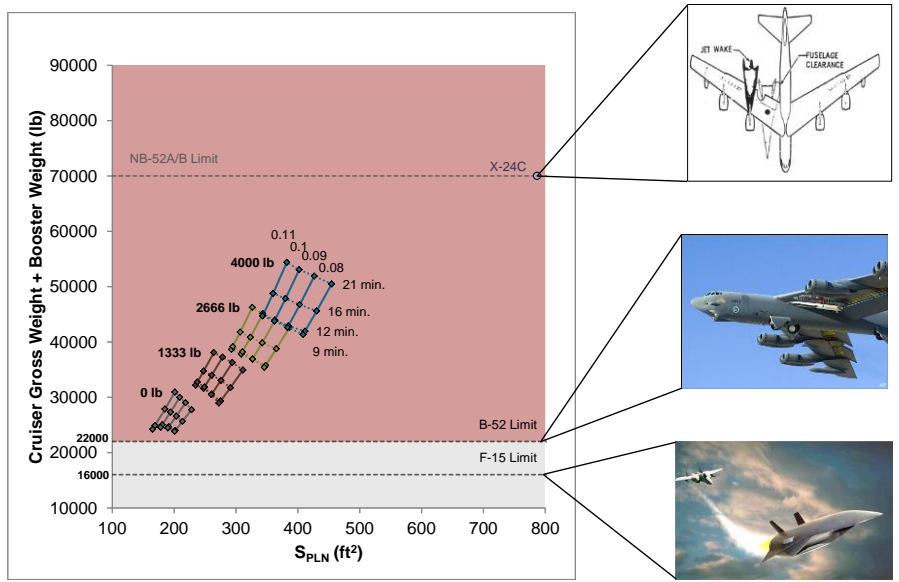 90000
80000
70000
60000
50000
40000
30000
22000
20000
16000
10000
100
200
300
400
500
600
700
800
Cruiser Gross Weight + Booster Weight (lb)
S_PLN (ft²)
NB-52A/B Limit
X-24C
0.11
0.1
0.09
0.08
4000 lb
21 min.
2666 lb
16 min.
12 min.
1333 lb
9 min.
0 lb
B-52 Limit
F-15 Limit
JET WAKE
FUSELAGE
CLEARANCE